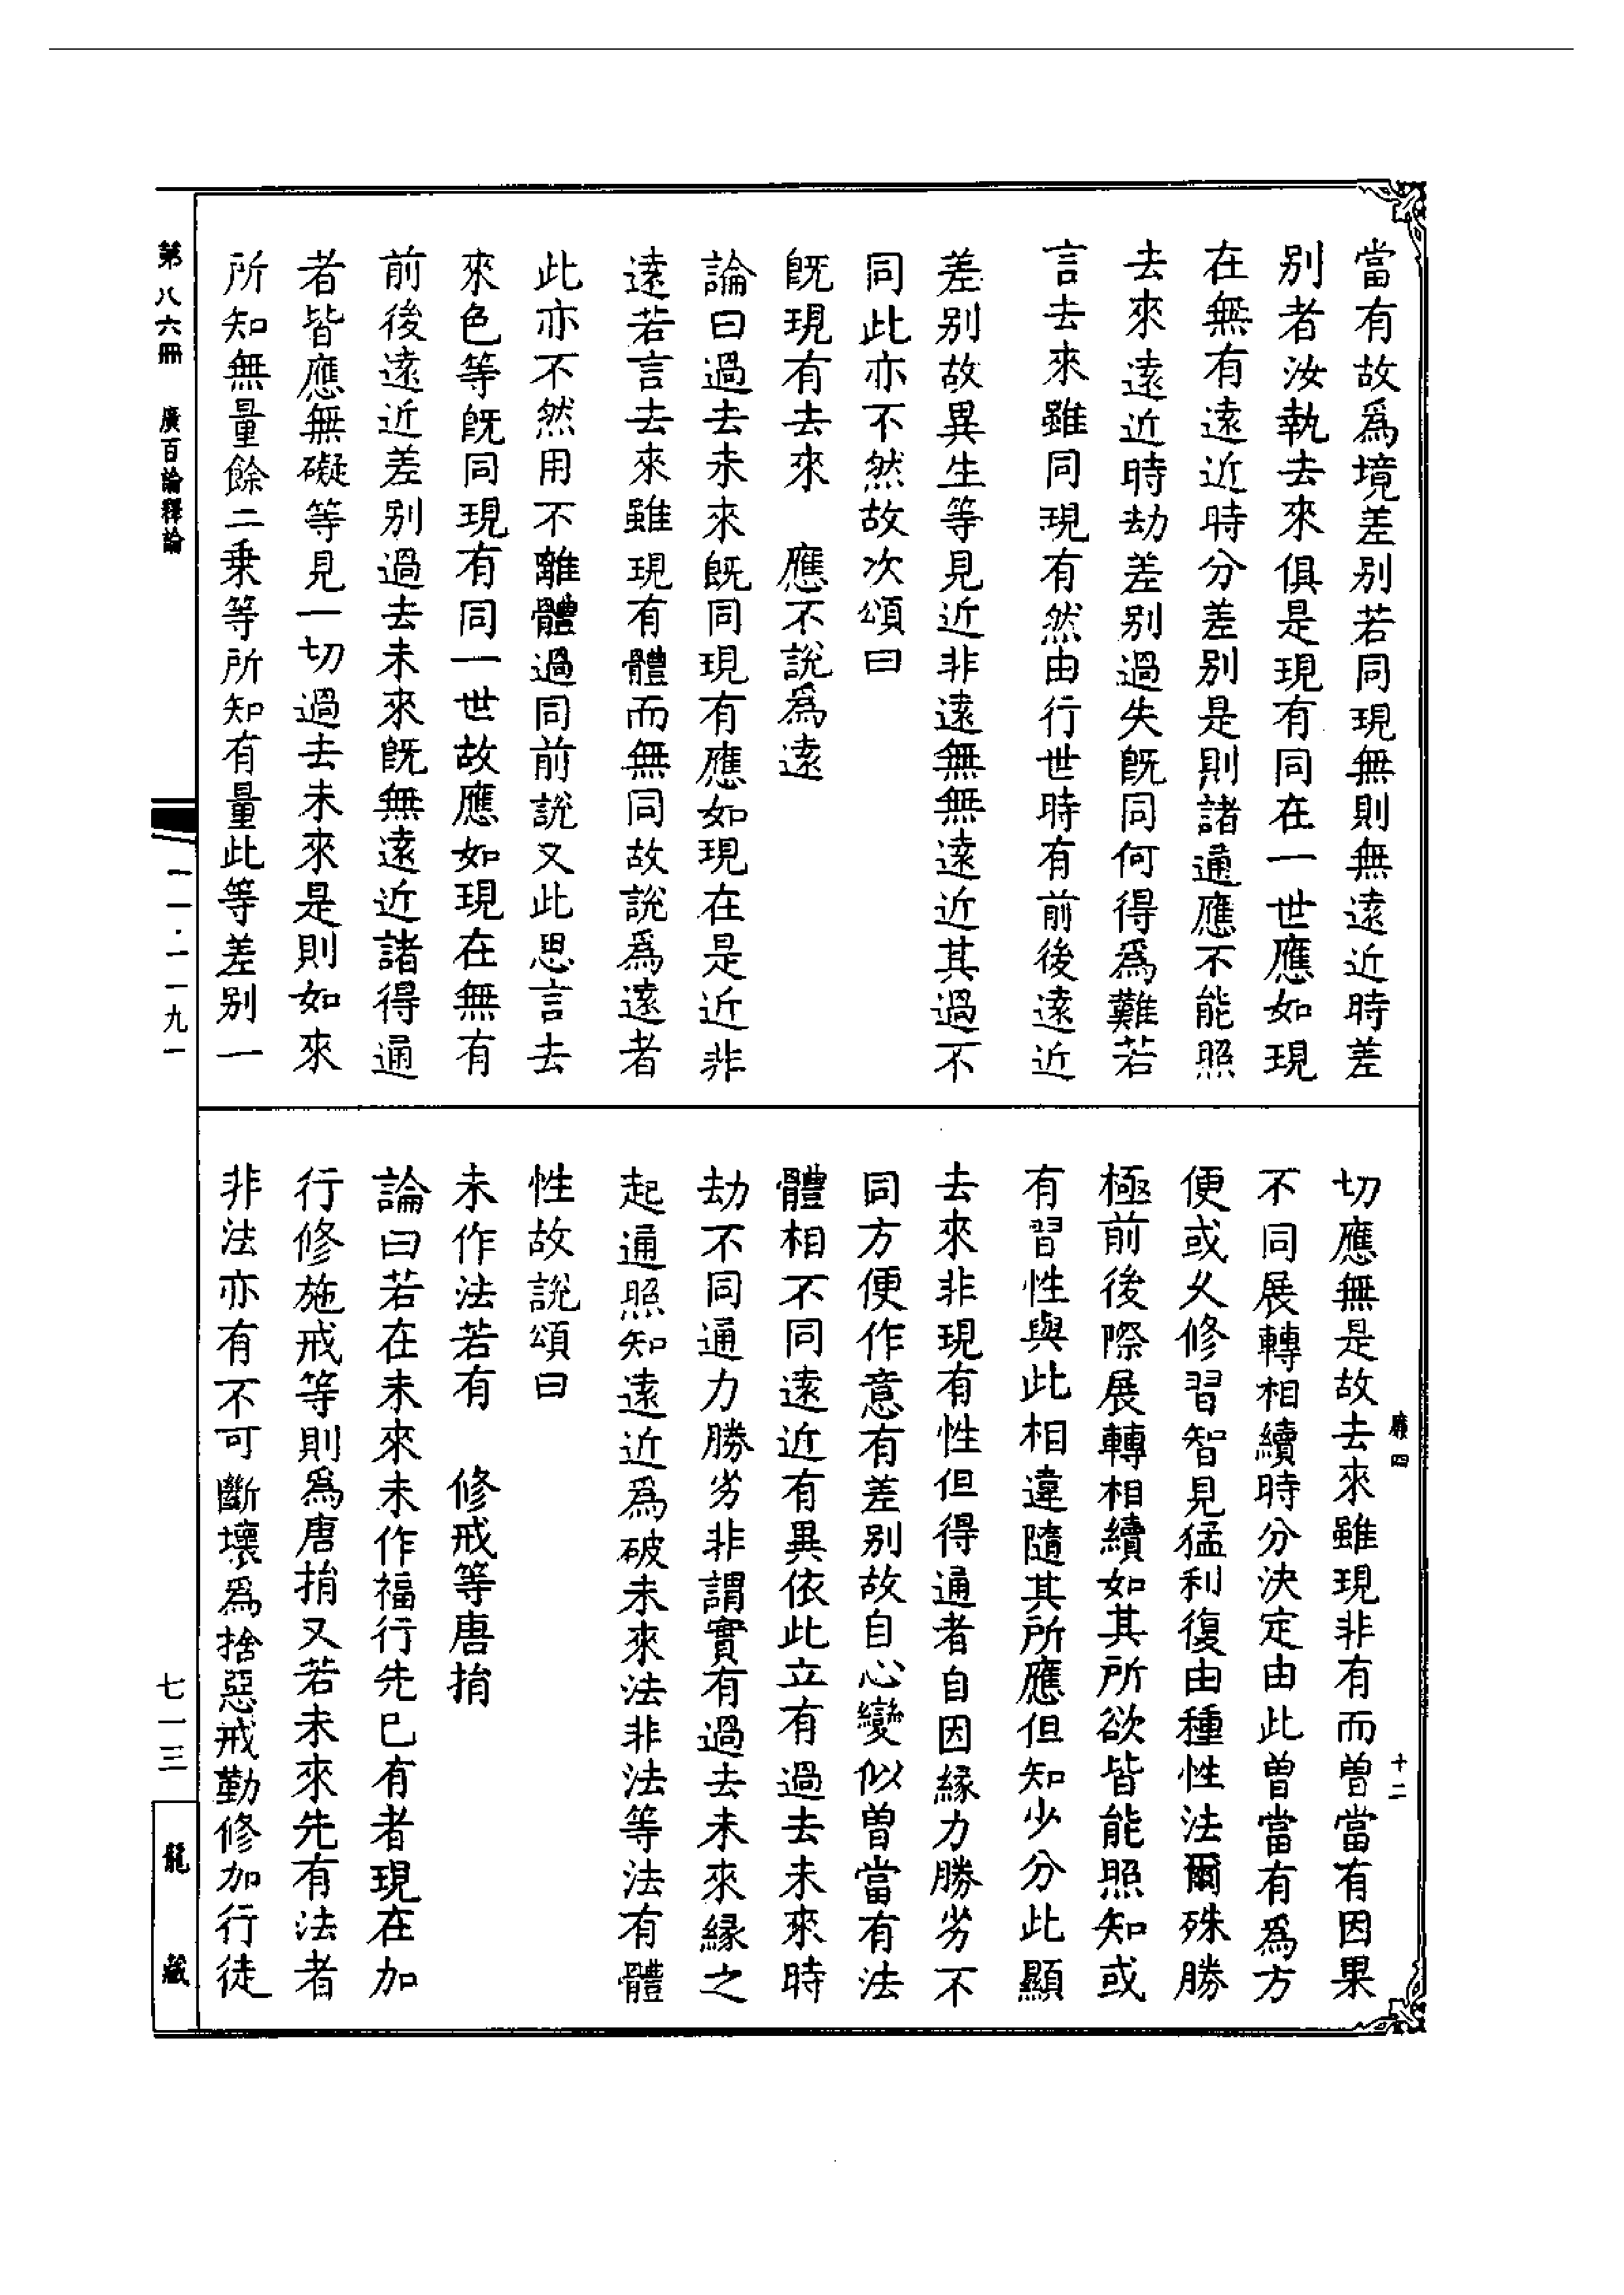 當有故爲境差别若同現無則無遠近時差
别者汝執去來俱是現有同在一世應如現
在無有遠近時分差别是則諸通應不能照
去來遠近時劫差别過失旣同何得爲難若
言去來雖同現有然由行世時有前後遠近
差别故異生等見近非遠無無遠近其過不
同此亦不然故次頌曰
旣現有去來　應不說爲遠
論曰過去未來旣同現有應如現在是近非
遠若言去來雖現有體而無同故說爲遠者
此亦不然用不離體過同前說又此思言去
來色等旣同現有同一世故應如現在無有
前後遠近差别過去未來旣無遠近諸得通
者皆應無礙等見一切過去未來是則如來
所知無量餘二乗等所知有量此等差别一
切應無是故去來雖現非有而曽當有因果
不同展轉相續時分決定由此曽當有爲方
便或久修習智見猛利復由種性法爾殊勝
極前後際展轉相續如其所欲皆能照知或
有習性與此相違隨其所應但知少分此顯
去來非現有性但得通者自因縁力勝劣不
同方便作意有差别故自心變似曽當有法
體相不同遠近有異依此立有過去未來時
劫不同通力勝劣非謂實有過去未來縁之
起通照知遠近爲破未來法非法等法有體
性故說頌曰
未作法若有　修戒等唐捐
論曰若在未來未作福行先已有者現在加
行修施戒等則爲唐捐又若未來先有法者
非法亦有不可斷壞爲捨惡戒勤修加行徒
第八六冊　廣百論釋論
一一·一一九一
七一三
龍藏
廉四
十二